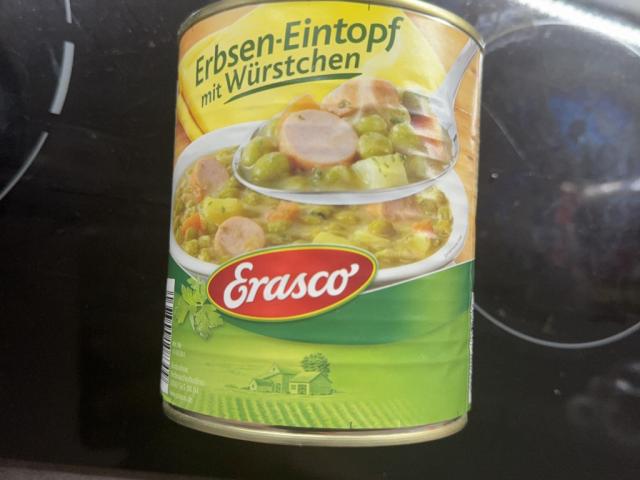 Erbsen-Eintopf
mit Würstchen
Erasco